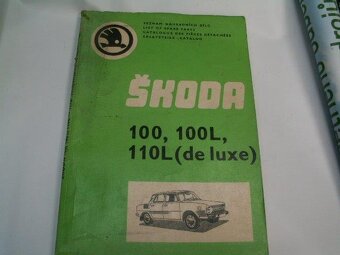 SEZNAM NÁHRADNÍCH DÍLŮ
LIST OF SPARE PARTS
CATALOGUE DES PIÈCES DÉTACHÉES
ERSATZTEIL-KATALOG
ŠKODA
100, 100L,
110L (de luxe)